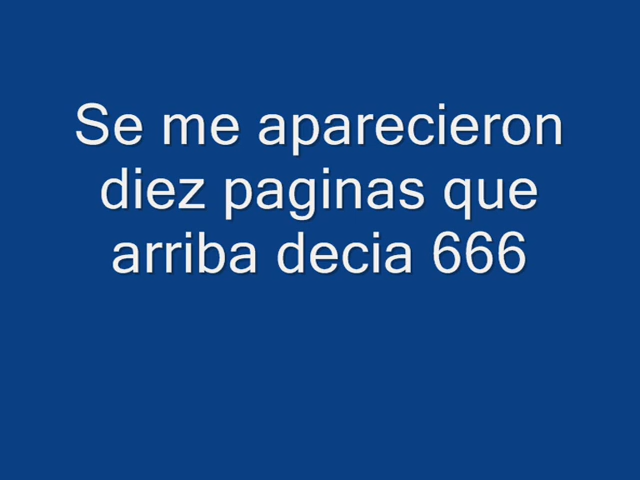 Se me aparecieron
diez paginas que
arriba decia 666